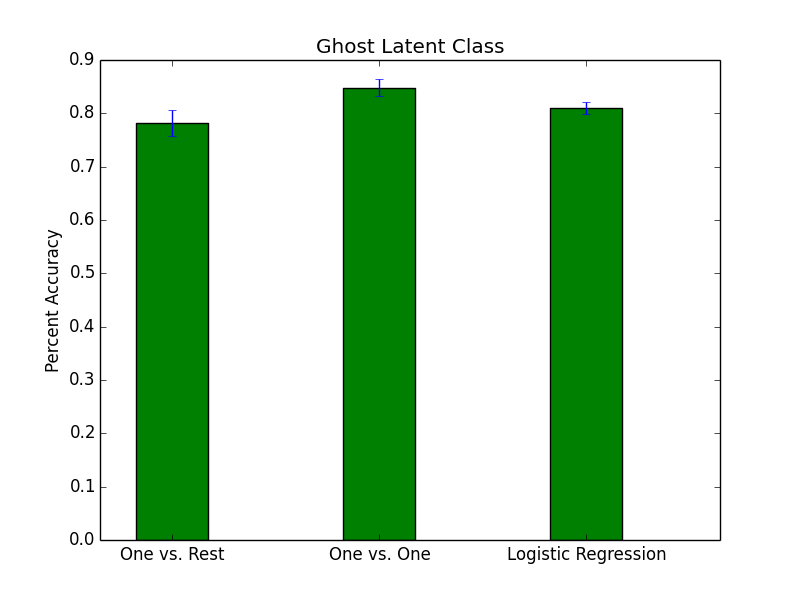 Ghost Latent Class
Percent Accuracy
0.9
0.8
0.7
0.6
0.5
0.4
0.3
0.2
0.1
0.0
One vs. Rest
One vs. One
Logistic Regression